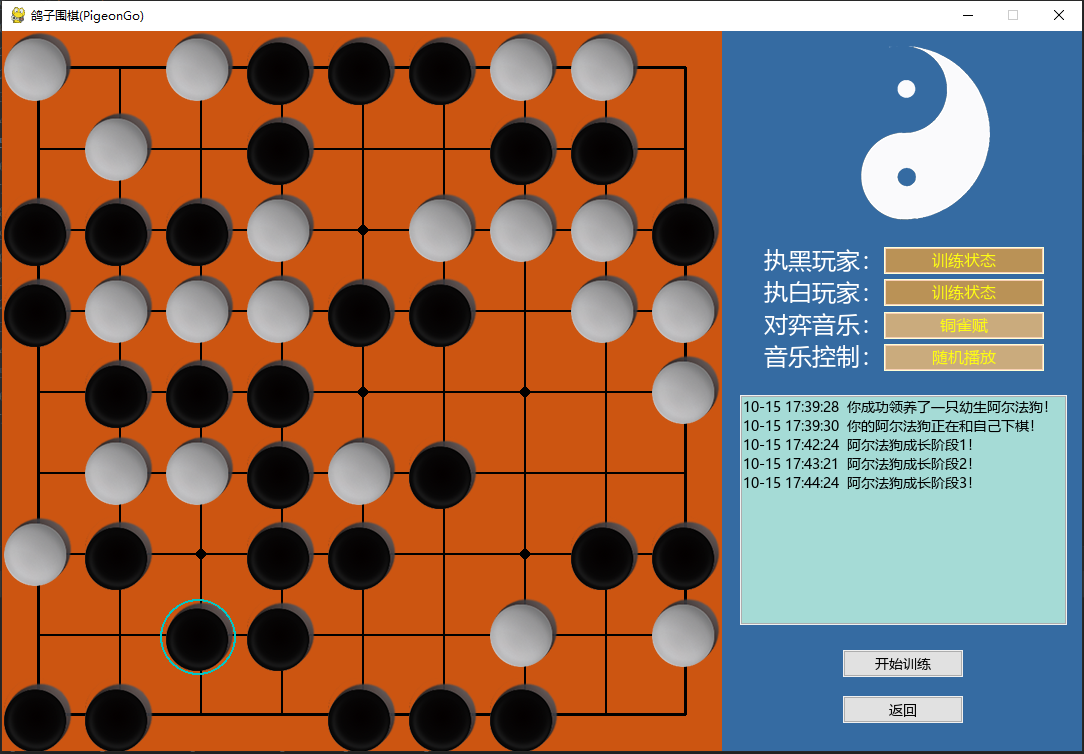 鸽子围棋(PigeonGo)
执黑玩家： 训练状态
执白玩家： 训练状态
对弈音乐： 铜雀赋
音乐控制： 随机播放
10-15 17:39:28 你成功领养了一只幼生阿尔法狗!
10-15 17:39:30 你的阿尔法狗正在和自己下棋!
10-15 17:42:24 阿尔法狗成长阶段1!
10-15 17:43:21 阿尔法狗成长阶段2!
10-15 17:44:24 阿尔法狗成长阶段3!
开始训练
返回